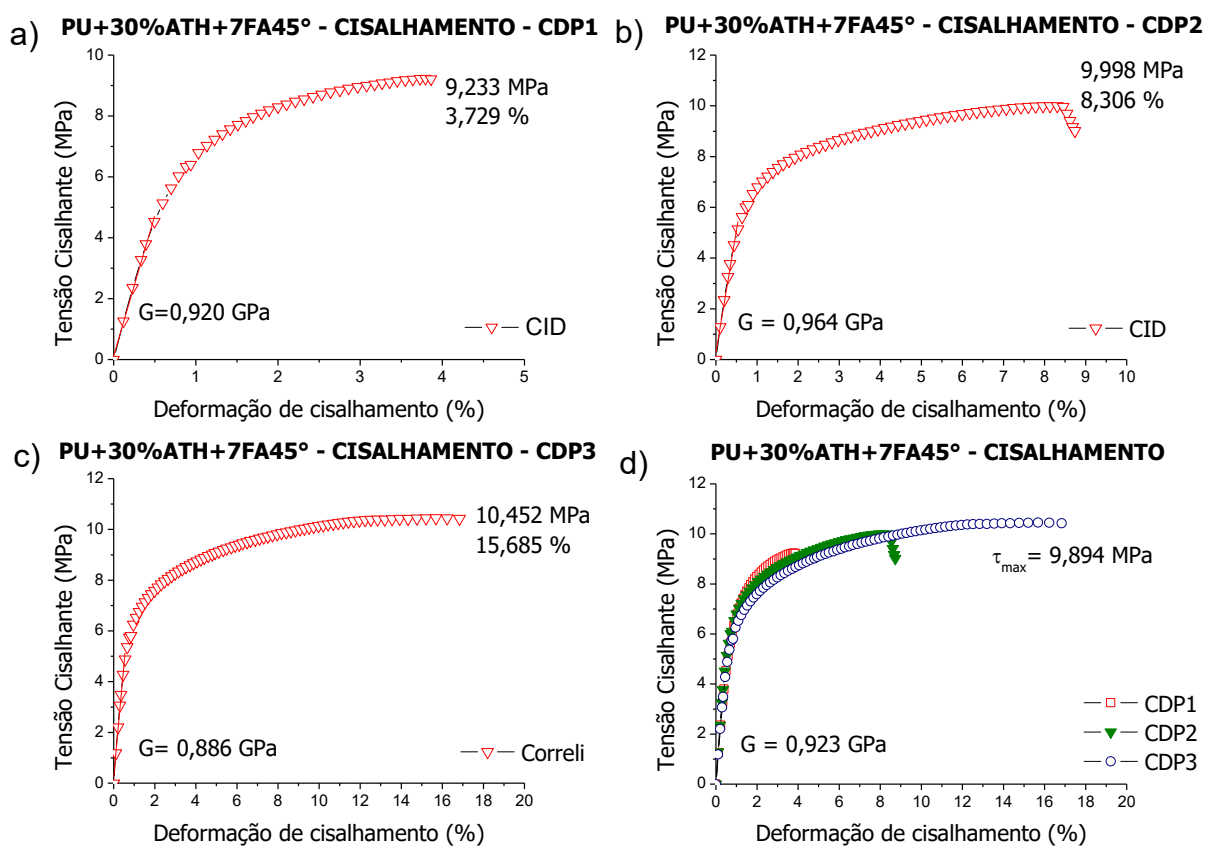 a)
PU+30%ATH+7FA45° - CISALHAMENTO - CDP1
10
8
6
4
2
0
Tensão Cisalhante (MPa)
9,233 MPa
3,729 %
G=0,920 GPa
CID
0 1 2 3 4 5
Deformação de cisalhamento (%)
b)
PU+30%ATH+7FA45° - CISALHAMENTO - CDP2
12
10
8
6
4
2
0
Tensão Cisalhante (MPa)
9,998 MPa
8,306 %
G = 0,964 GPa
CID
0 1 2 3 4 5 6 7 8 9 10
Deformação de cisalhamento (%)
c)
PU+30%ATH+7FA45° - CISALHAMENTO - CDP3
12
10
8
6
4
2
0
Tensão Cisalhante (MPa)
10,452 MPa
15,685 %
G= 0,886 GPa
Correli
0 2 4 6 8 10 12 14 16 18 20
Deformação de cisalhamento (%)
d)
PU+30%ATH+7FA45° - CISALHAMENTO
12
10
8
6
4
2
0
Tensão Cisalhante (MPa)
τmax= 9,894 MPa
G = 0,923 GPa
CDP1
CDP2
CDP3
0 2 4 6 8 10 12 14 16 18 20
Deformação de cisalhamento (%)